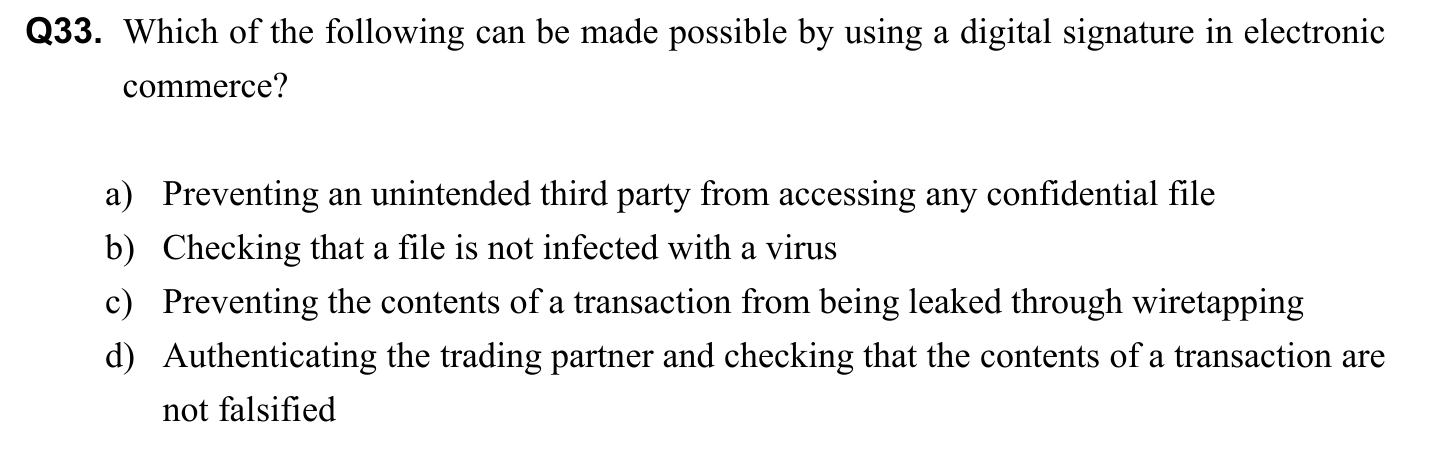 Q33. Which of the following can be made possible by using a digital signature in electronic
commerce?
a) Preventing an unintended third party from accessing any confidential file
b) Checking that a file is not infected with a virus
c) Preventing the contents of a transaction from being leaked through wiretapping
d) Authenticating the trading partner and checking that the contents of a transaction are
not falsified